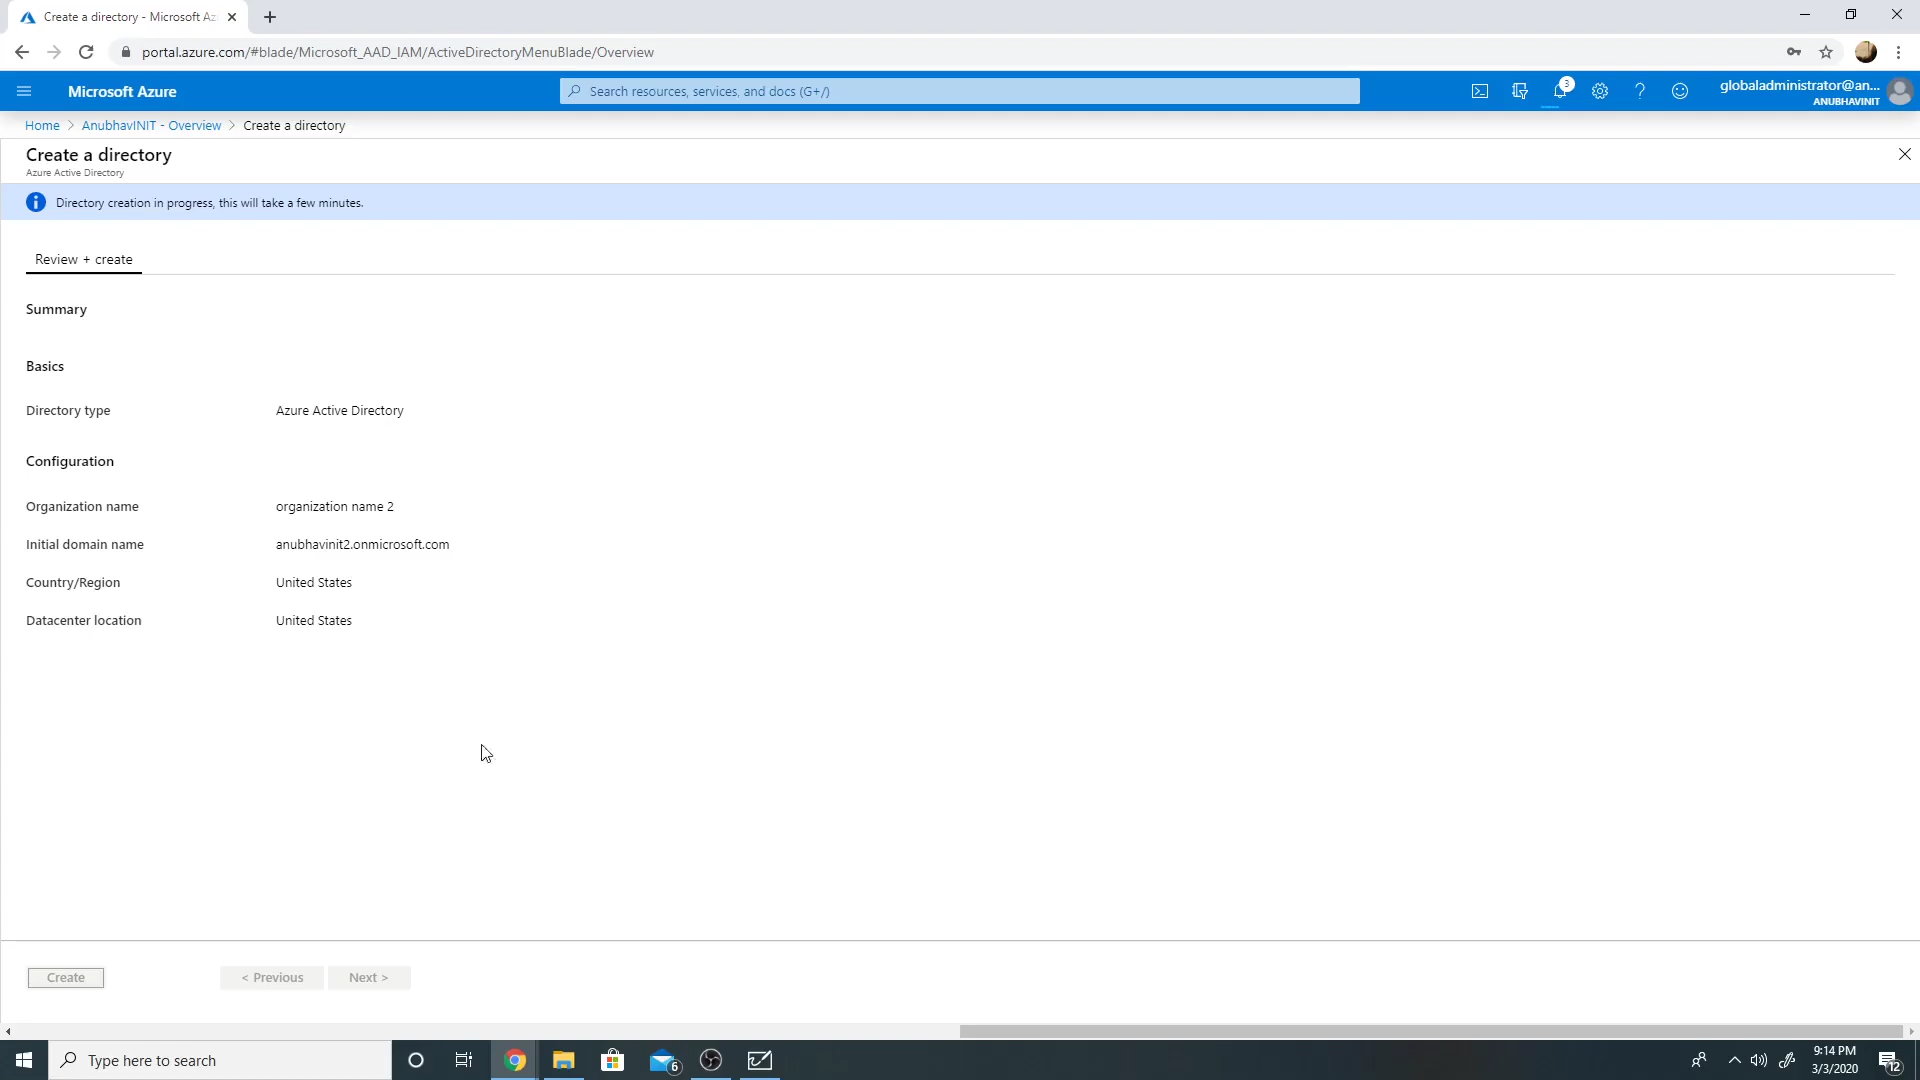 Create a directory - Microsoft Az
portal.azure.com/#blade/Microsoft_AAD_IAM/ActiveDirectoryMenuBlade/Overview
Microsoft Azure
Search resources, services, and docs (G+/)
3
globaladministrator@an...
ANUBHAVINIT
Home > AnubhavINIT - Overview > Create a directory
Create a directory
Azure Active Directory
Directory creation in progress, this will take a few minutes.
Review + create
Summary
Basics
Directory type Azure Active Directory
Configuration
Organization name organization name 2
Initial domain name anubhavinit2.onmicrosoft.com
Country/Region United States
Datacenter location United States
Create < Previous Next >
Type here to search
6
9:14 PM
3/3/2020
12